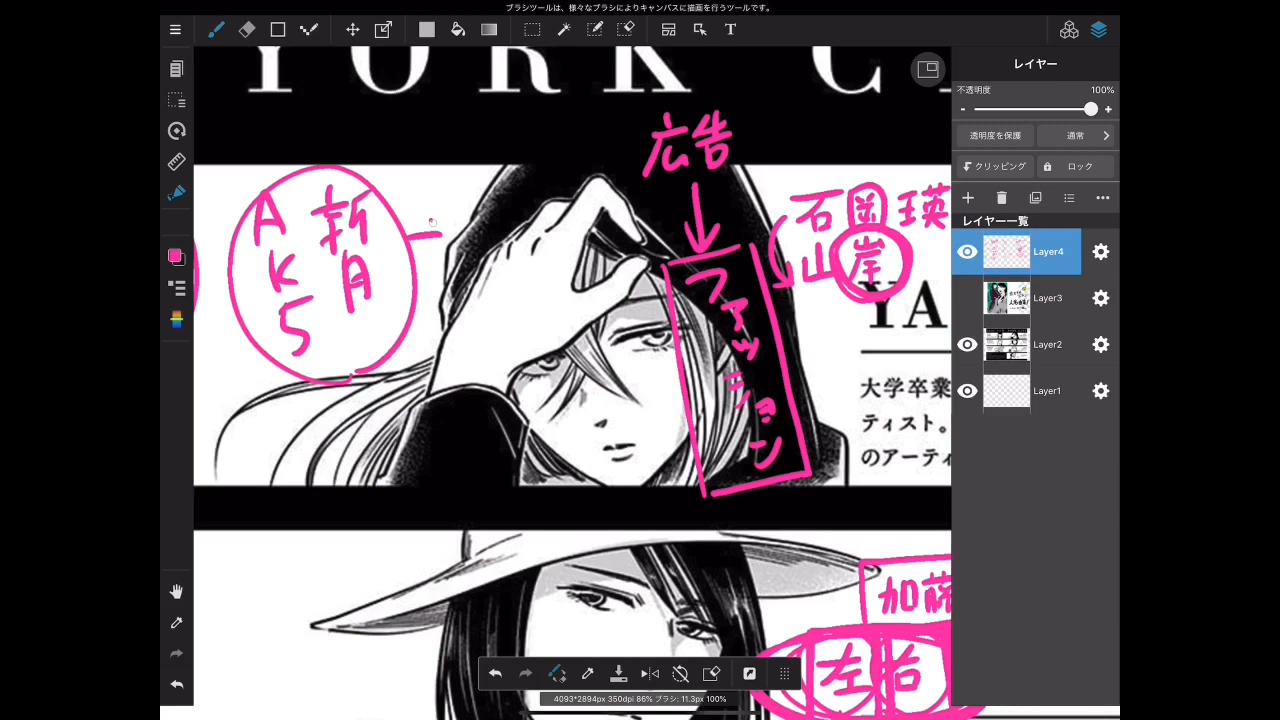 ブラシツールは、様々なブラシによりキャンバスに描画を行うツールです。
T
YORK C
レイヤー
不透明度 100%
- +
透明度を保護 通常
クリッピング ロック
レイヤー一覧
Layer4
Layer3
Layer2
Layer1
広告
ファッション
石岡 瑛
山岸
AK5
YA
大学卒業
ティスト。
のアーティ
加藤
左右
4093*2894px 350dpi 86% ブラシ: 11.3px 100%